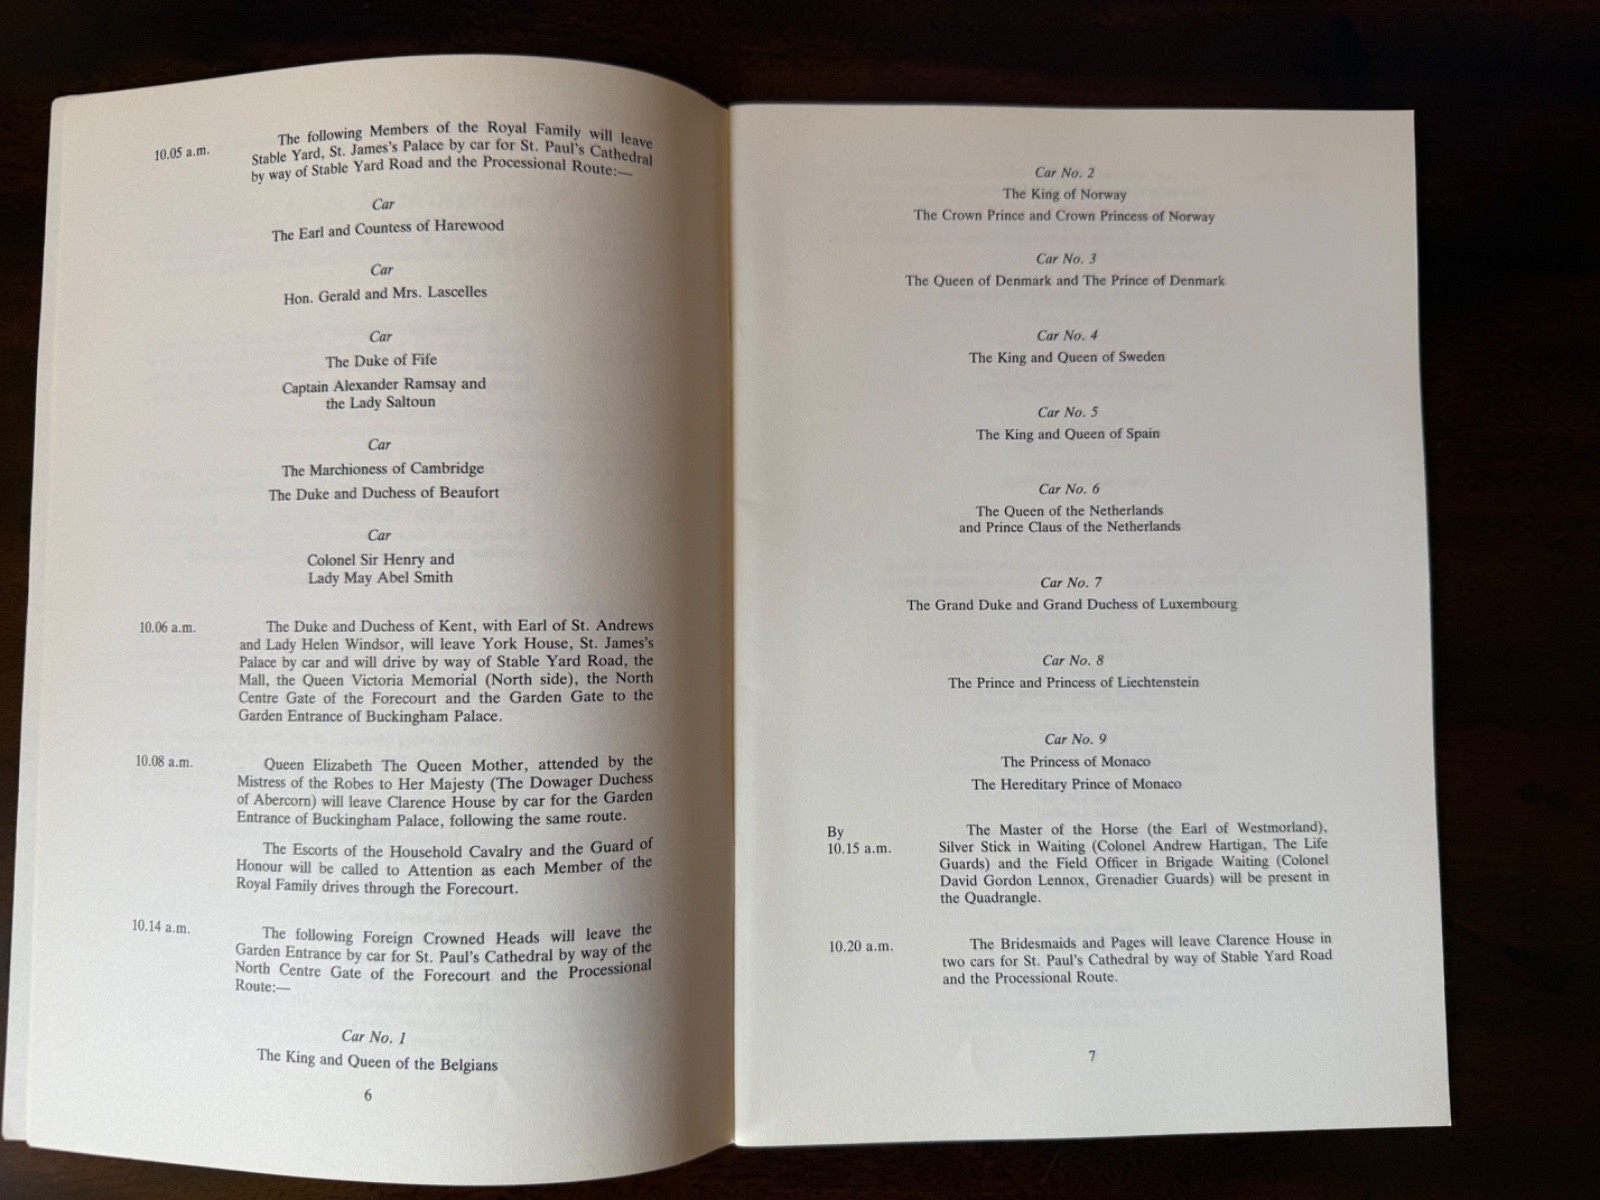 10.05 a.m. The following Members of the Royal Family will leave
Stable Yard, St. James's Palace by car for St. Paul's Cathedral
by way of Stable Yard Road and the Processional Route:—
Car
The Earl and Countess of Harewood
Car
Hon. Gerald and Mrs. Lascelles
Car
The Duke of Fife
Captain Alexander Ramsay and
the Lady Saltoun
Car
The Marchioness of Cambridge
The Duke and Duchess of Beaufort
Car
Colonel Sir Henry and
Lady May Abel Smith
10.06 a.m. The Duke and Duchess of Kent, with Earl of St. Andrews
and Lady Helen Windsor, will leave York House, St. James's
Palace by car and will drive by way of Stable Yard Road, the
Mall, the Queen Victoria Memorial (North side), the North
Centre Gate of the Forecourt and the Garden Gate to the
Garden Entrance of Buckingham Palace.
10.08 a.m. Queen Elizabeth The Queen Mother, attended by the
Mistress of the Robes to Her Majesty (The Dowager Duchess
of Abercorn) will leave Clarence House by car for the Garden
Entrance of Buckingham Palace, following the same route.
The Escorts of the Household Cavalry and the Guard of
Honour will be called to Attention as each Member of the
Royal Family drives through the Forecourt.
10.14 a.m. The following Foreign Crowned Heads will leave the
Garden Entrance by car for St. Paul's Cathedral by way of the
North Centre Gate of the Forecourt and the Processional
Route:—
Car No. 1
The King and Queen of the Belgians
6
Car No. 2
The King of Norway
The Crown Prince and Crown Princess of Norway
Car No. 3
The Queen of Denmark and The Prince of Denmark
Car No. 4
The King and Queen of Sweden
Car No. 5
The King and Queen of Spain
Car No. 6
The Queen of the Netherlands
and Prince Claus of the Netherlands
Car No. 7
The Grand Duke and Grand Duchess of Luxembourg
Car No. 8
The Prince and Princess of Liechtenstein
Car No. 9
The Princess of Monaco
The Hereditary Prince of Monaco
By The Master of the Horse (the Earl of Westmorland),
10.15 a.m. Silver Stick in Waiting (Colonel Andrew Hartigan, The Life
Guards) and the Field Officer in Brigade Waiting (Colonel
David Gordon Lennox, Grenadier Guards) will be present in
the Quadrangle.
10.20 a.m. The Bridesmaids and Pages will leave Clarence House in
two cars for St. Paul's Cathedral by way of Stable Yard Road
and the Processional Route.
7